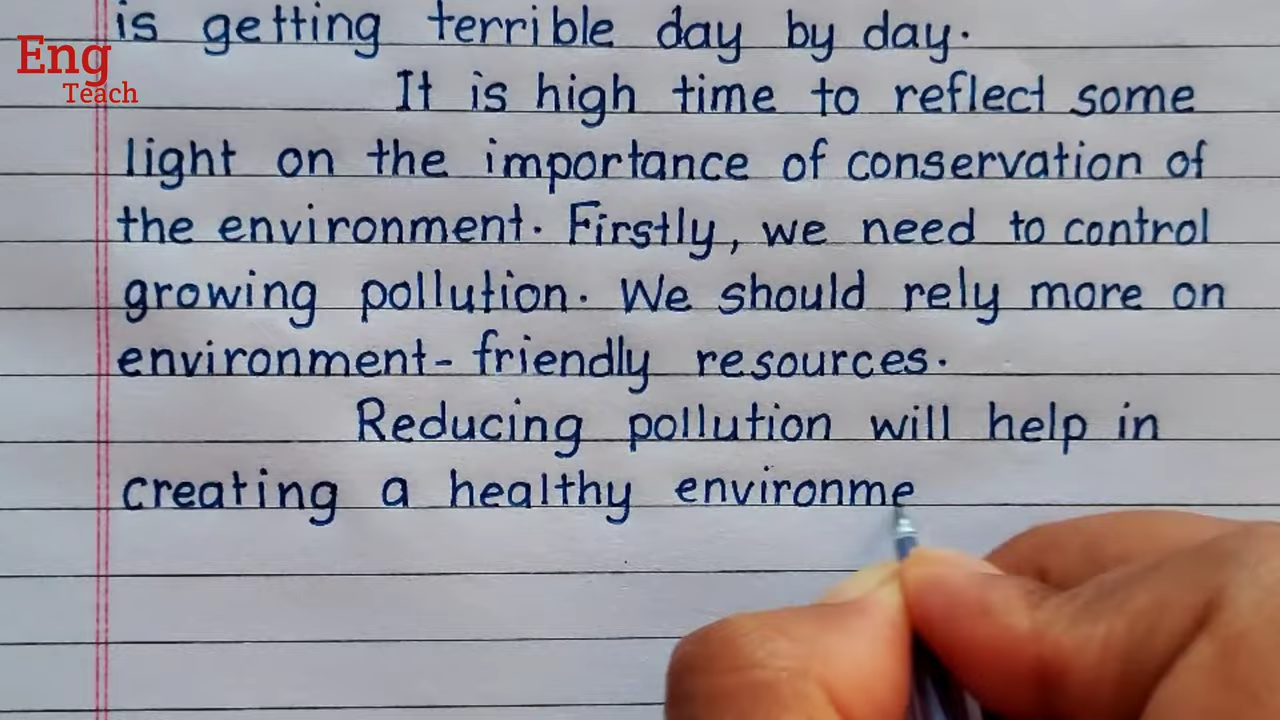 Eng
Teach
is getting terrible day by day.
It is high time to reflect some
light on the importance of conservation of
the environment. Firstly, we need to control
growing pollution. We should rely more on
environment- friendly resources.
Reducing pollution will help in
creating a healthy environme